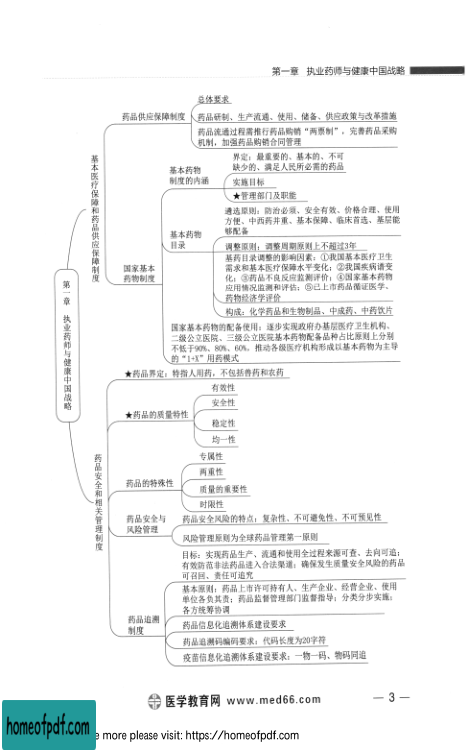 第一章 执业药师与健康中国战略
第一章 执业药师与健康中国战略
基本医疗保障和药品供应保障制度
药品供应保障制度
总体要求
药品研制、生产流通、使用、储备、供应政策与改革措施
药品流通过程需推行药品购销“两票制”，完善药品采购
机制，加强药品购销合同管理
国家基本
药物制度
基本药物
制度的内涵
界定：最重要的、基本的、不可
缺少的、满足人民所必需的药品
实施目标
★管理部门及职能
基本药物
目录
遴选原则：防治必须、安全有效、价格合理、使用
方便、中西药并重、基本保障、临床首选、基层能
够配备
调整原则：调整周期原则上不超过3年
基药目录调整的影响因素：①我国基本医疗卫生
需求和基本医疗保障水平变化；②我国疾病谱变
化；③药品不良反应监测评价；④国家基本药物
应用情况监测和评估；⑤已上市药品循证医学、
药物经济学评价
构成：化学药品和生物制品、中成药、中药饮片
国家基本药物的配备使用：逐步实现政府办基层医疗卫生机构、
二级公立医院、三级公立医院基本药物配备品种占比原则上分别
不低于90%、80%、60%，推动各级医疗机构形成以基本药物为主导
的“1+X”用药模式
药品安全和相关管理制度
★药品界定：特指人用药，不包括兽药和农药
★药品的质量特性
有效性
安全性
稳定性
均一性
药品的特殊性
专属性
两重性
质量的重要性
时限性
药品安全与
风险管理
药品安全风险的特点：复杂性、不可避免性、不可预见性
风险管理原则为全球药品管理第一原则
药品追溯
制度
目标：实现药品生产、流通和使用全过程来源可查、去向可追；
有效防范非法药品进入合法渠道；确保发生质量安全风险的药品
可召回、责任可追究
基本原则：药品上市许可持有人、生产企业、经营企业、使用
单位各负其责；药品监督管理部门监督指导；分类分步实施；
各方统筹协调
药品信息化追溯体系建设要求
药品追溯码编码要求：代码长度为20字符
疫苗信息化追溯体系建设要求：一物一码、物码同追
医学教育网 www.med66.com
— 3 —
homeofpdf.com
e more please visit: https://homeofpdf.com